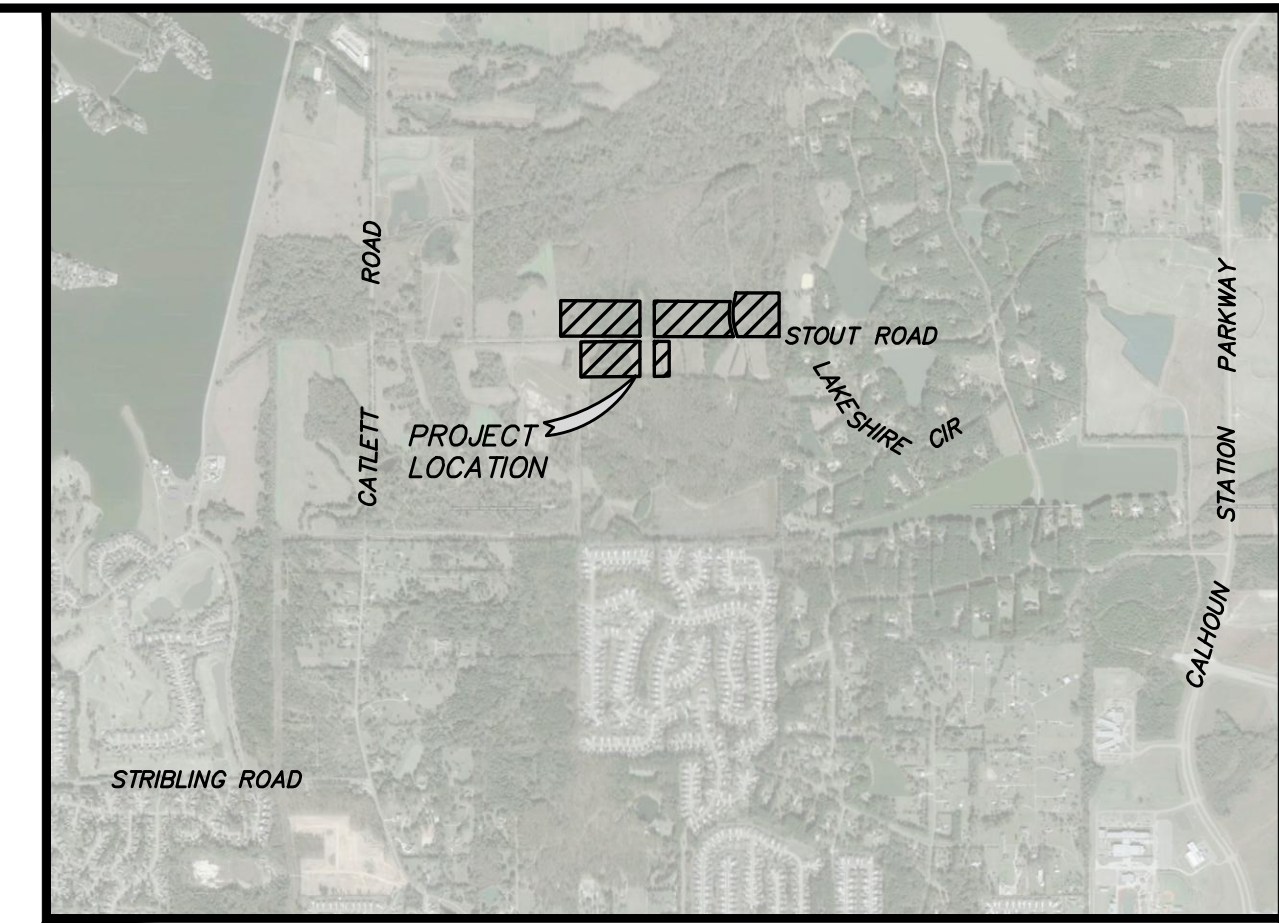 CATLETT ROAD
PROJECT
LOCATION
STOUT ROAD
LAKESHIRE CIR
CALHOUN STATION PARKWAY
STRIBLING ROAD